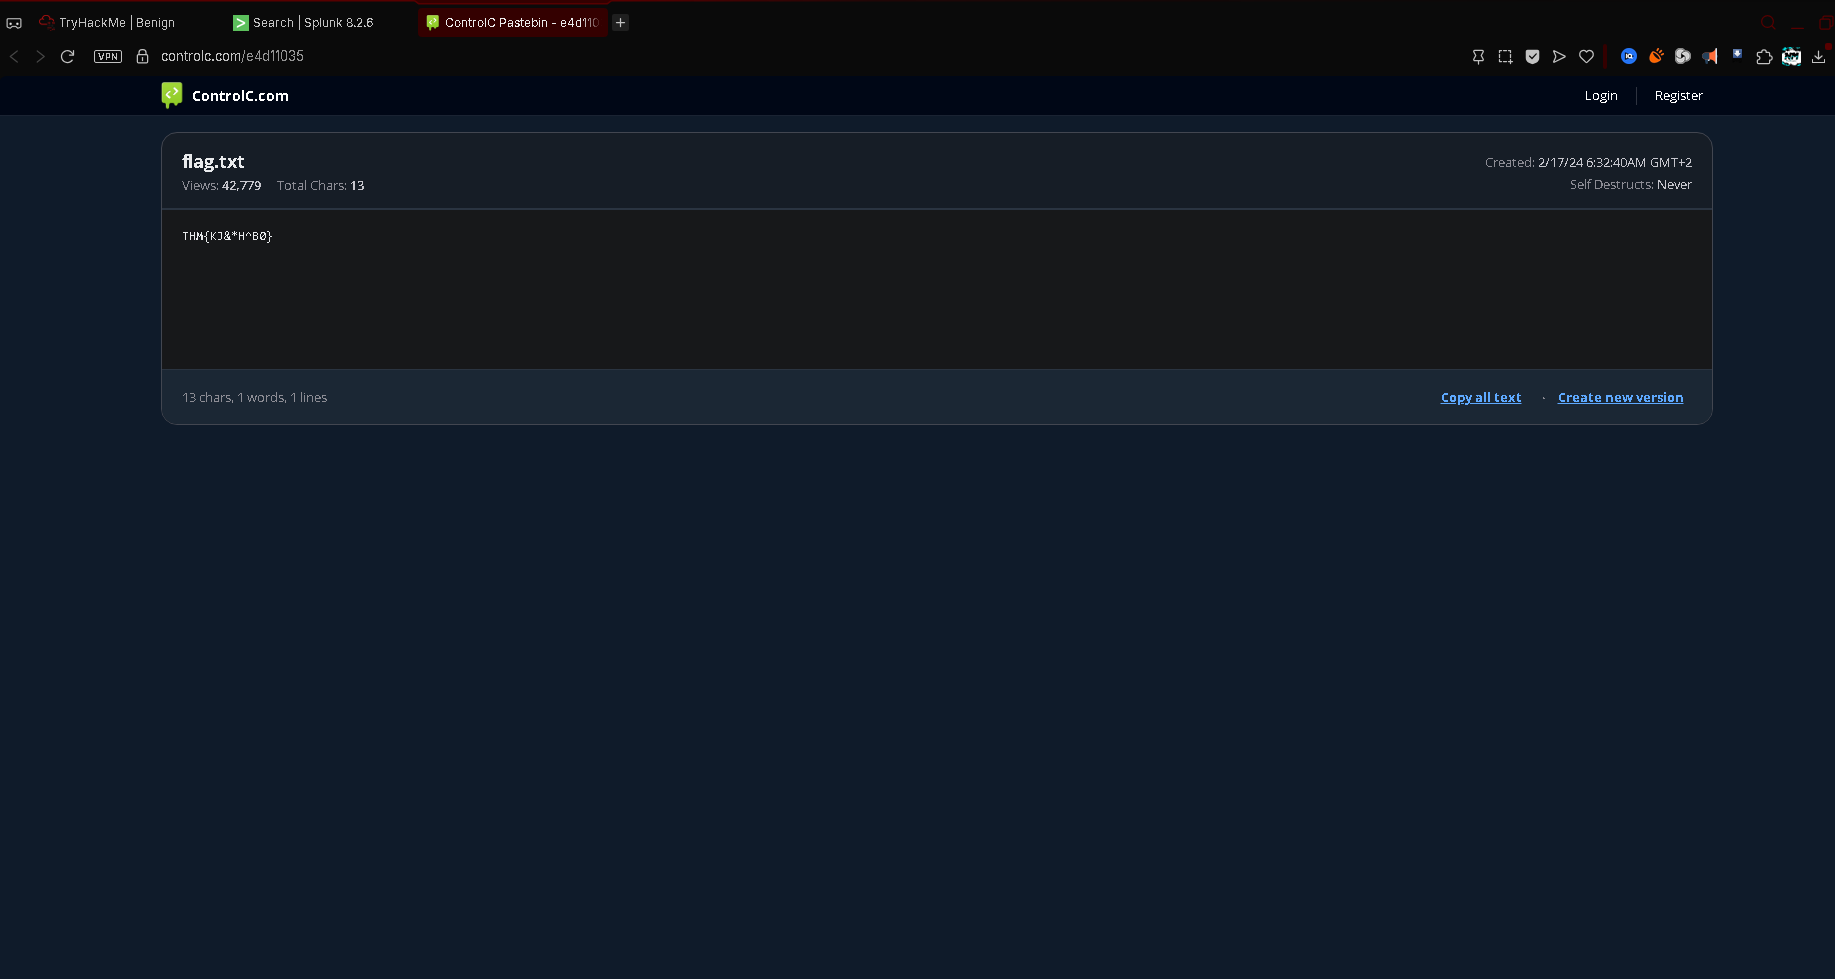 TryHackMe | Benign
Search | Splunk 8.2.6
ControlC Pastebin - e4d110
VPN
controlc.com/e4d11035
ControlC.com
Login
Register
flag.txt
Created: 2/17/24 6:32:40AM GMT+2
Views: 42,779 Total Chars: 13
Self Destructs: Never
THM{KJ&*H^B0}
13 chars, 1 words, 1 lines
Copy all text · Create new version